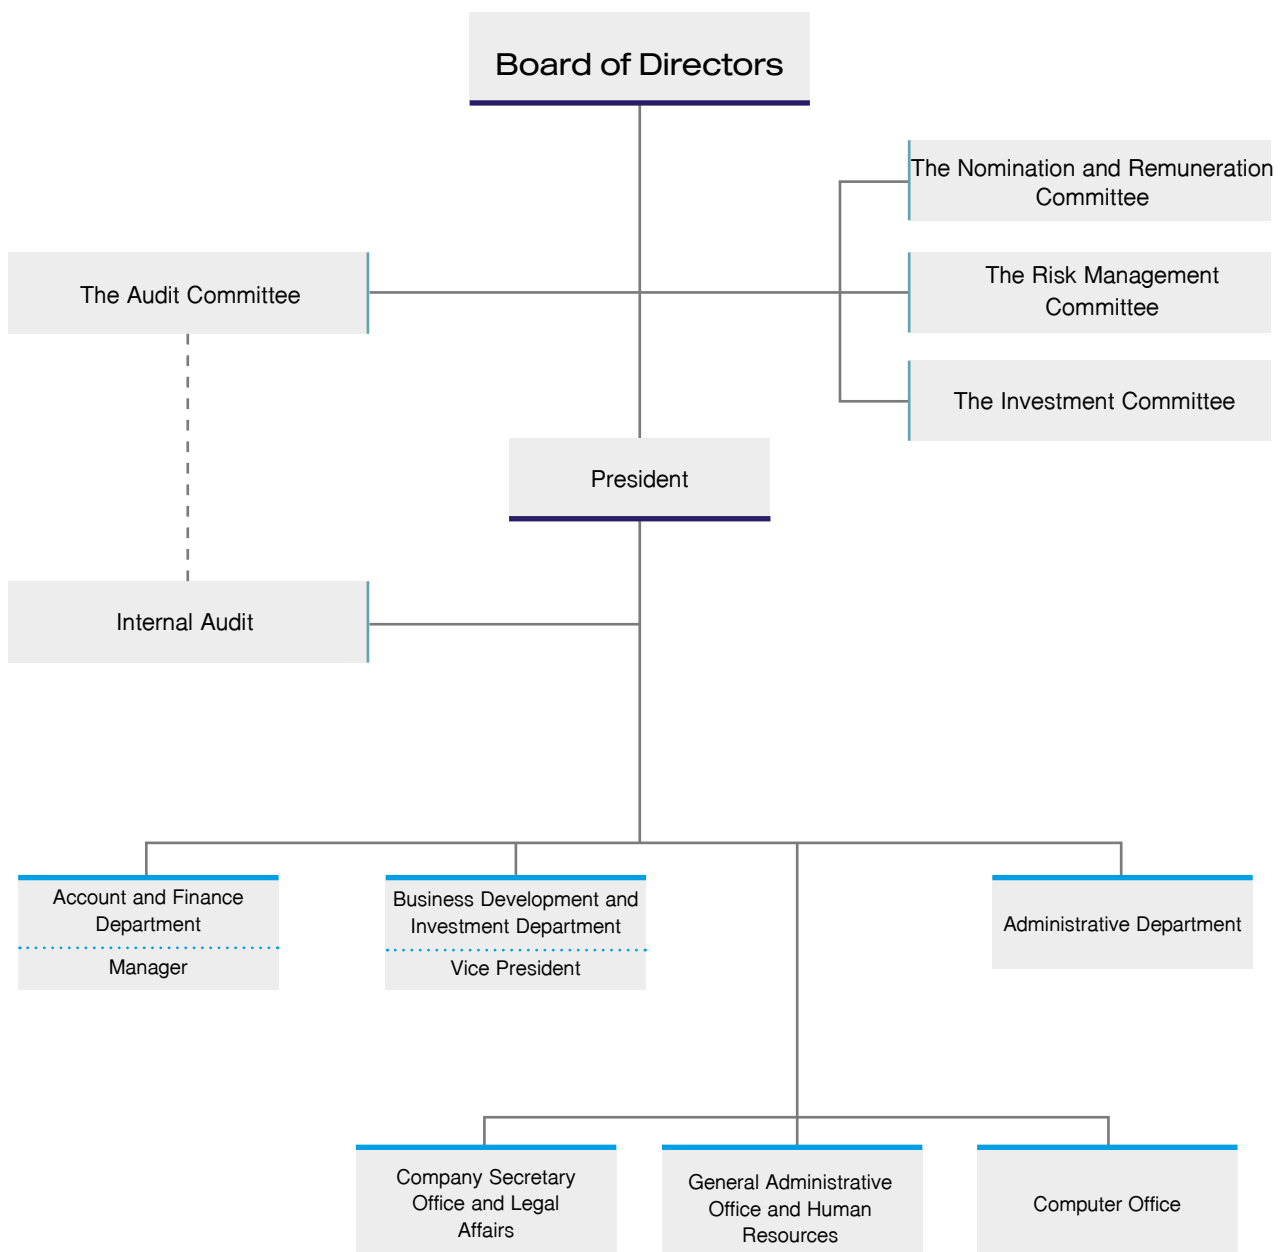 Board of Directors
The Nomination and Remuneration
Committee
The Audit Committee
The Risk Management
Committee
The Investment Committee
President
Internal Audit
Account and Finance
Department
Manager
Business Development and
Investment Department
Vice President
Administrative Department
Company Secretary
Office and Legal
Affairs
General Administrative
Office and Human
Resources
Computer Office